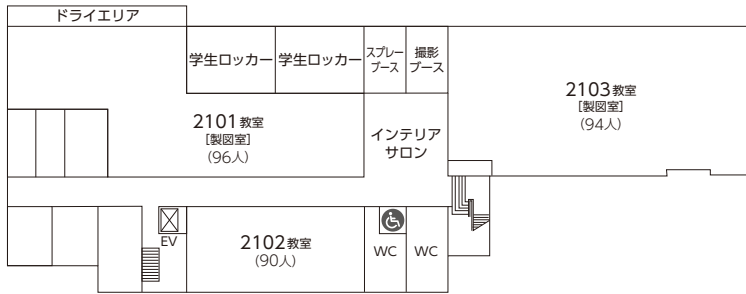 ドライエリア
学生ロッカー
学生ロッカー
スプレー
ブース
撮影
ブース
2101教室
[製図室]
(96人)
インテリア
サロン
2103教室
[製図室]
(94人)
EV
2102教室
(90人)
WC
WC